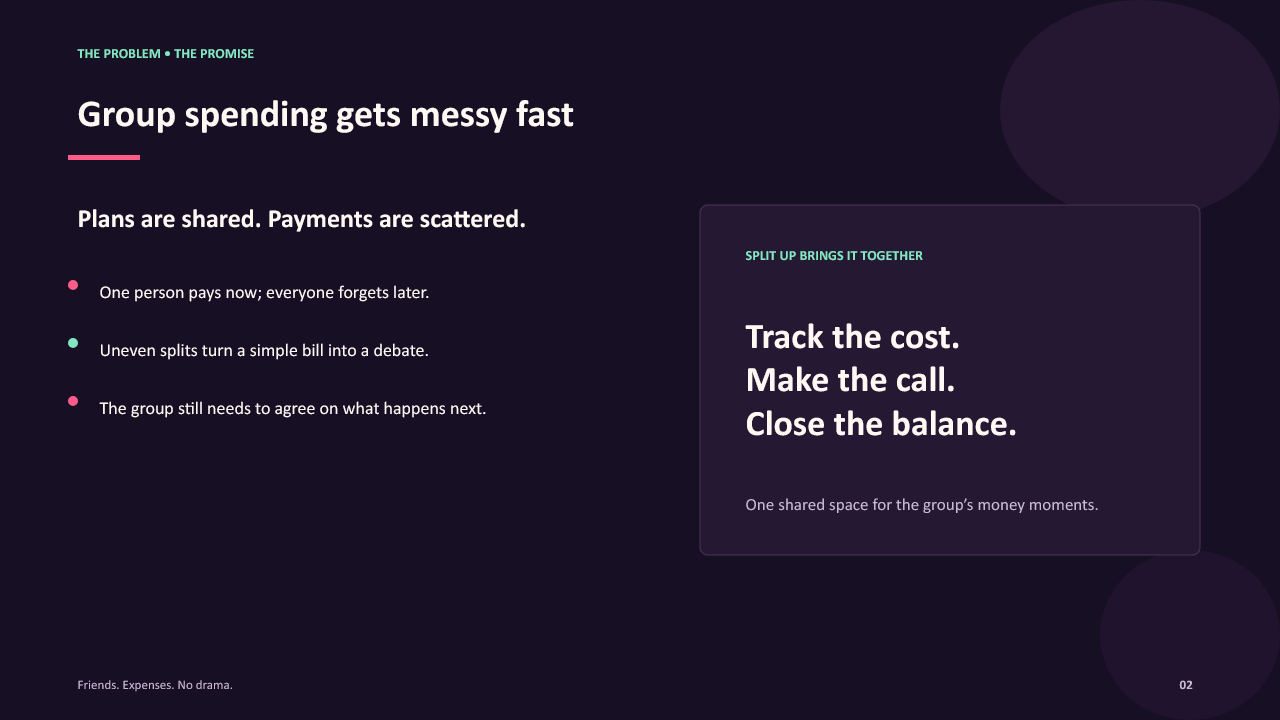 THE PROBLEM • THE PROMISE
Group spending gets messy fast
Plans are shared. Payments are scattered.
One person pays now; everyone forgets later.
Uneven splits turn a simple bill into a debate.
The group still needs to agree on what happens next.
SPLIT UP BRINGS IT TOGETHER
Track the cost.
Make the call.
Close the balance.
One shared space for the group’s money moments.
Friends. Expenses. No drama.
02